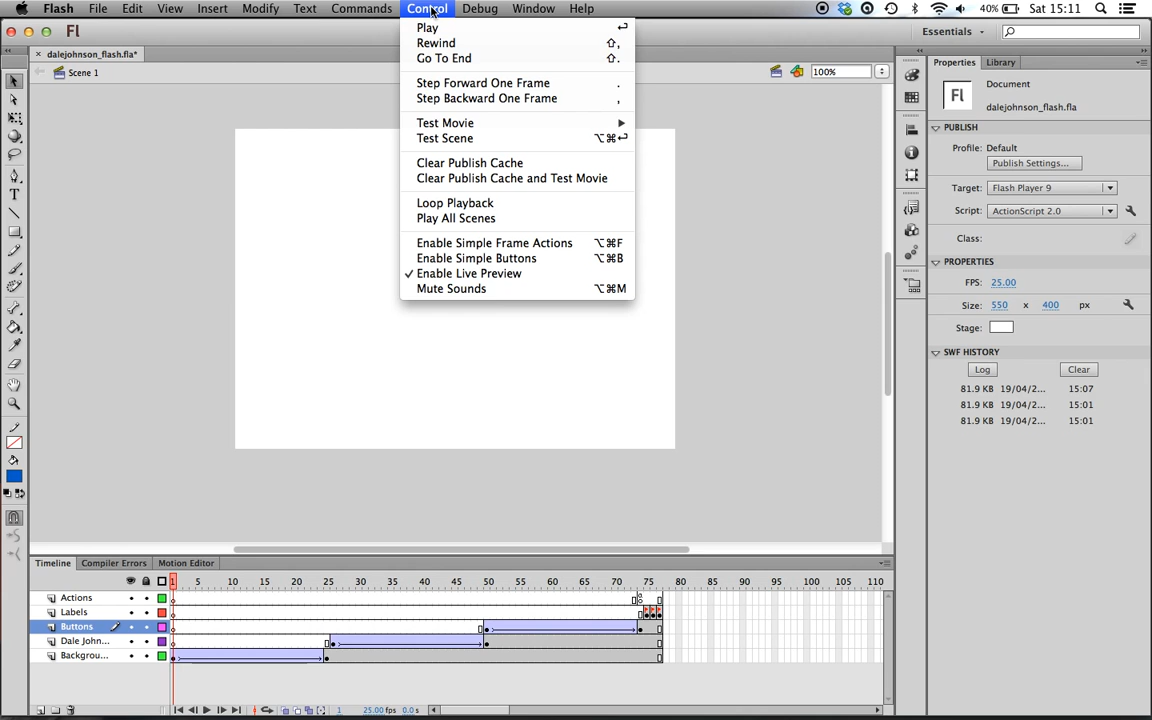 Flash File Edit View Insert Modify Text Commands Control Debug Window Help 40% Sat 15:11
Fl Essentials
× dalejohnson_flash.fla*
Scene 1 100%
Play
Rewind ⇧,
Go To End ⇧.
Step Forward One Frame .
Step Backward One Frame ,
Test Movie
Test Scene ⌥⌘↩
Clear Publish Cache
Clear Publish Cache and Test Movie
Loop Playback
Play All Scenes
Enable Simple Frame Actions ⌥⌘F
Enable Simple Buttons ⌥⌘B
✓ Enable Live Preview
Mute Sounds ⌥⌘M
Properties Library
Fl Document
dalejohnson_flash.fla
PUBLISH
Profile: Default
Publish Settings...
Target: Flash Player 9
Script: ActionScript 2.0
Class:
PROPERTIES
FPS: 25.00
Size: 550 x 400 px
Stage:
SWF HISTORY
Log Clear
81.9 KB 19/04/2... 15:07
81.9 KB 19/04/2... 15:01
81.9 KB 19/04/2... 15:01
Timeline Compiler Errors Motion Editor
1 5 10 15 20 25 30 35 40 45 50 55 60 65 70 75 80 85 90 95 100 105 110
Actions
Labels
Buttons
Dale John...
Backgrou...
1 25.00 fps 0.0 s